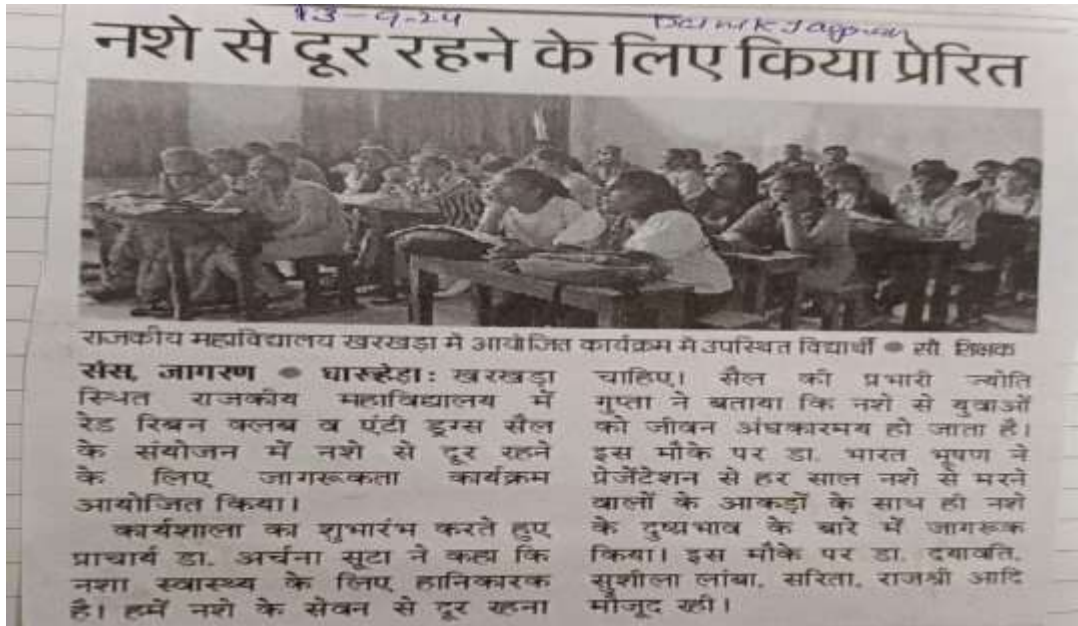 13-9-24 Dainik Jagran
नशे से दूर रहने के लिए किया प्रेरित
राजकीय महाविद्यालय खरखड़ा मे आयोजित कार्यक्रम मे उपस्थित विद्यार्थी ● सौ. शिक्षक
संस, जागरण ● धारूहेड़ा: खरखड़ा
स्थित राजकीय महाविद्यालय में
रेड रिबन क्लब व एंटी ड्रग्स सैल
के संयोजन में नशे से दूर रहने
के लिए जागरूकता कार्यक्रम
आयोजित किया।
कार्यशाला का शुभारंभ करते हुए
प्राचार्य डा. अर्चना सूटा ने कहा कि
नशा स्वास्थ्य के लिए हानिकारक
है। हमें नशे के सेवन से दूर रहना
चाहिए। सैल की प्रभारी ज्योति
गुप्ता ने बताया कि नशे से युवाओं
को जीवन अंधकारमय हो जाता है।
इस मौके पर डा. भारत भूषण ने
प्रेजेंटेशन से हर साल नशे से मरने
वालों के आकड़ों के साथ ही नशे
के दुष्प्रभाव के बारे में जागरूक
किया। इस मौके पर डा. दयावति,
सुशीला लांबा, सरिता, राजश्री आदि
मौजूद रही।